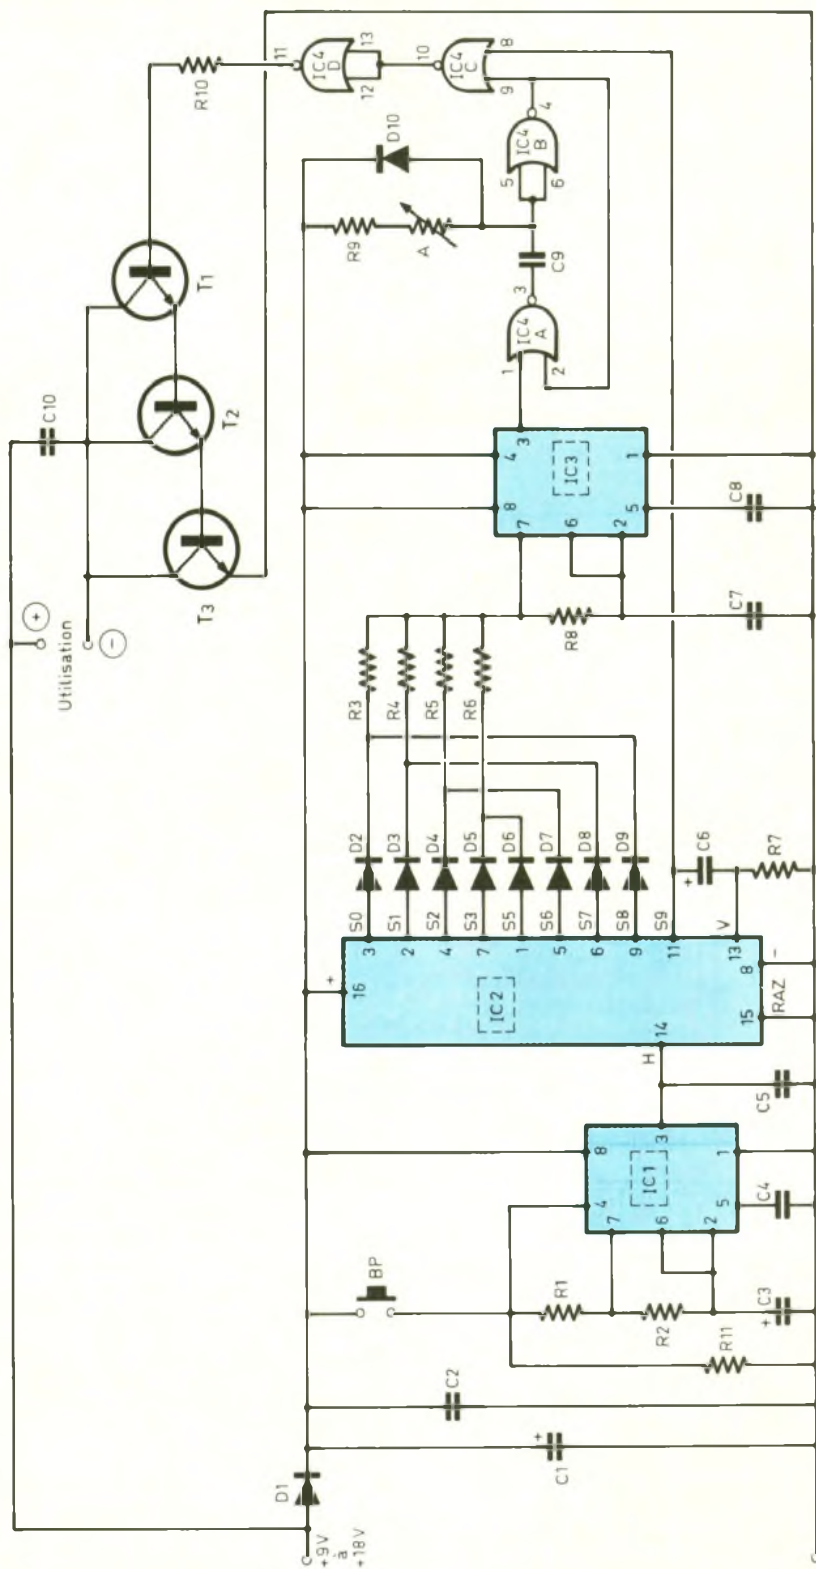 +9V
à
+18V
D1
C1
+
C2
BP
R11
R1
R2
+
C3
4
7
6
2
IC1
8
3
5
1
C4
C5
H
14
IC2
+
16
3
2
4
7
1
5
6
9
11
13
15
8
RAZ
-
S0
S1
S2
S3
S5
S6
S7
S8
S9
V
D2
D3
D4
D5
D6
D7
D8
D9
+
C6
R7
R3
R4
R5
R6
R8
C7
7
6
2
8
4
IC3
3
5
1
C8
1
2
IC4
A
3
C9
R9
A
D10
5
6
IC4
B
4
9
8
IC4
C
10
12
13
IC4
D
11
R10
T1
T2
T3
C10
Utilisation
+
-